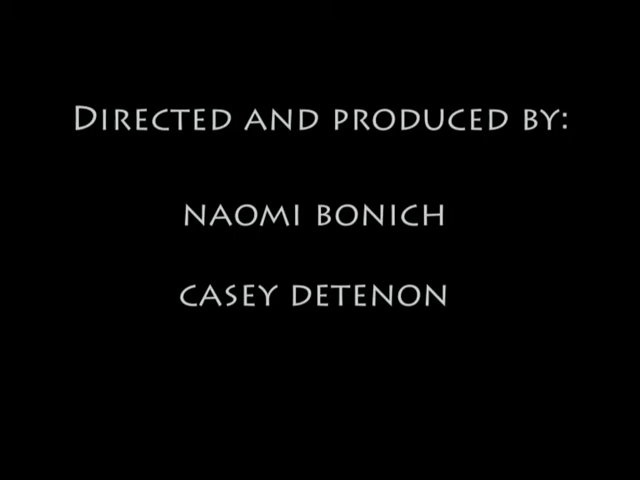 Directed and produced by:
naomi bonich
casey detenon